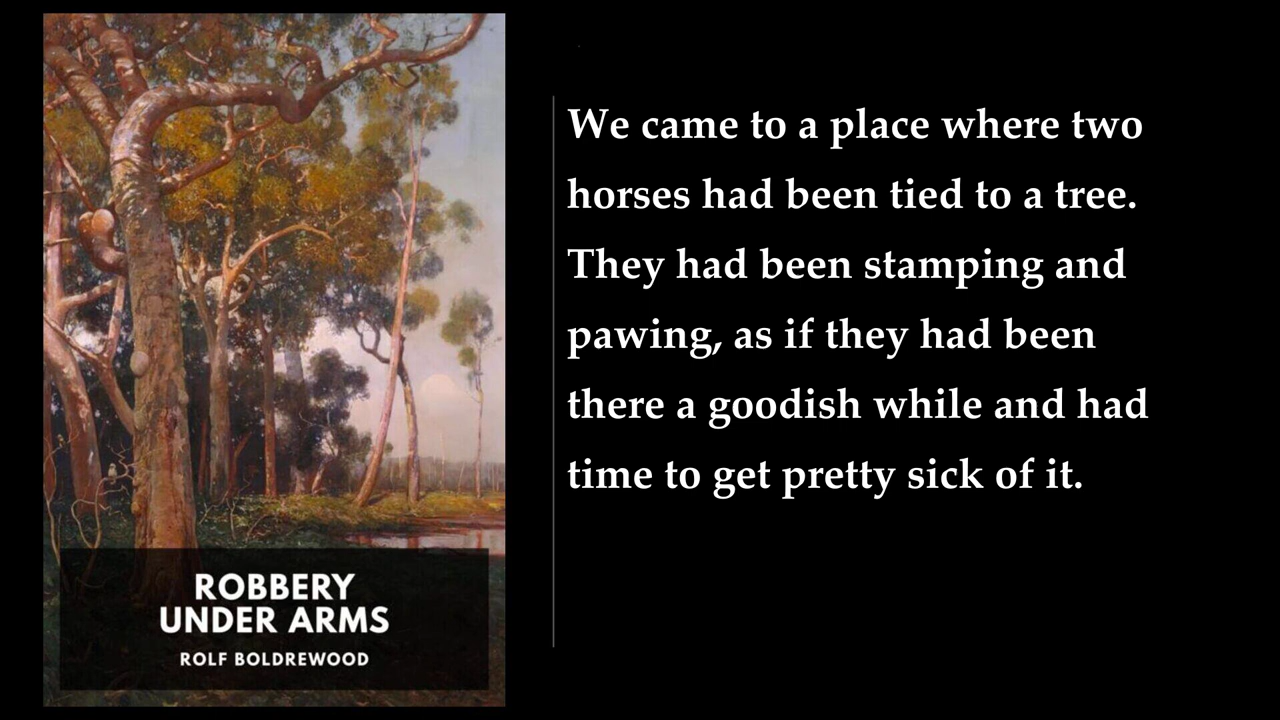 ROBBERY
UNDER ARMS
ROLF BOLDREWOOD
We came to a place where two
horses had been tied to a tree.
They had been stamping and
pawing, as if they had been
there a goodish while and had
time to get pretty sick of it.